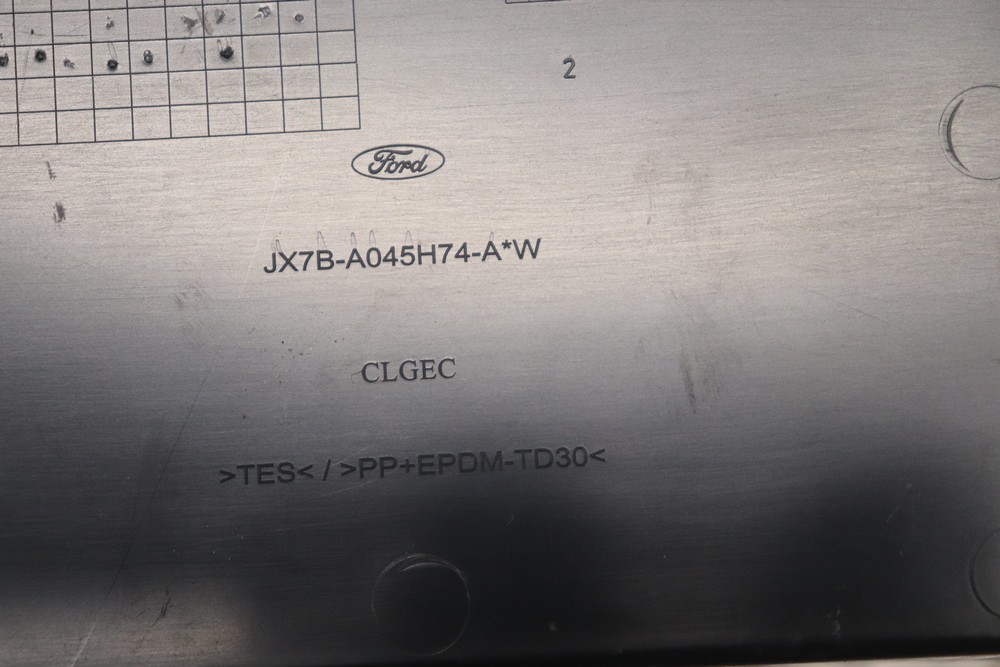 2
Ford
JX7B-A045H74-A*W
CLGEC
>TES< / >PP+EPDM-TD30<